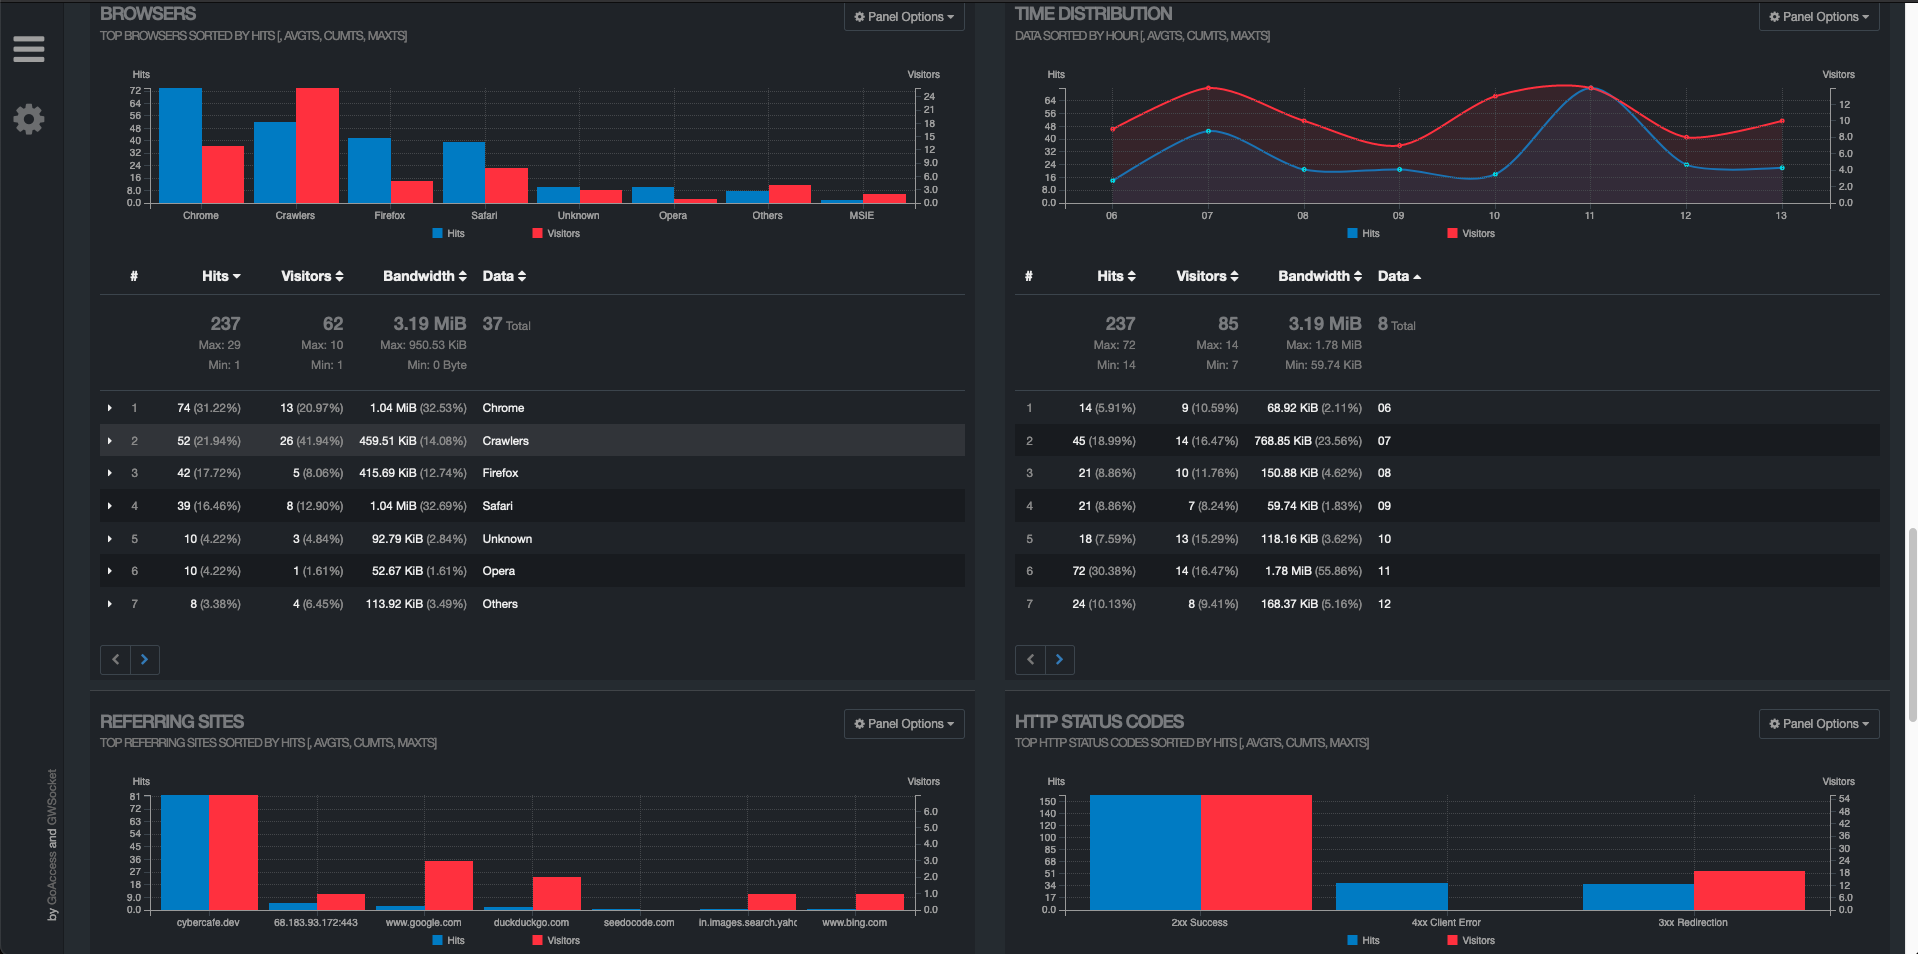 BROWSERS
Panel Options
TOP BROWSERS SORTED BY HITS [, AVGTS, CUMTS, MAXTS]
Hits
Visitors
72
64
56
48
40
32
24
16
8.0
0.0
24
21
18
15
12
9.0
6.0
3.0
0.0
Chrome Crawlers Firefox Safari Unknown Opera Others MSIE
Hits Visitors
# Hits Visitors Bandwidth Data
237 62 3.19 MiB 37 Total
Max: 29 Max: 10 Max: 950.53 KiB
Min: 1 Min: 1 Min: 0 Byte
1 74 (31.22%) 13 (20.97%) 1.04 MiB (32.53%) Chrome
2 52 (21.94%) 26 (41.94%) 459.51 KiB (14.08%) Crawlers
3 42 (17.72%) 5 (8.06%) 415.69 KiB (12.74%) Firefox
4 39 (16.46%) 8 (12.90%) 1.04 MiB (32.69%) Safari
5 10 (4.22%) 3 (4.84%) 92.79 KiB (2.84%) Unknown
6 10 (4.22%) 1 (1.61%) 52.67 KiB (1.61%) Opera
7 8 (3.38%) 4 (6.45%) 113.92 KiB (3.49%) Others
TIME DISTRIBUTION
Panel Options
DATA SORTED BY HOUR [, AVGTS, CUMTS, MAXTS]
Hits
Visitors
64
56
48
40
32
24
16
8.0
0.0
12
10
8.0
6.0
4.0
2.0
0.0
06 07 08 09 10 11 12 13
Hits Visitors
# Hits Visitors Bandwidth Data
237 85 3.19 MiB 8 Total
Max: 72 Max: 14 Max: 1.78 MiB
Min: 14 Min: 7 Min: 59.74 KiB
1 14 (5.91%) 9 (10.59%) 68.92 KiB (2.11%) 06
2 45 (18.99%) 14 (16.47%) 768.85 KiB (23.56%) 07
3 21 (8.86%) 10 (11.76%) 150.88 KiB (4.62%) 08
4 21 (8.86%) 7 (8.24%) 59.74 KiB (1.83%) 09
5 18 (7.59%) 13 (15.29%) 118.16 KiB (3.62%) 10
6 72 (30.38%) 14 (16.47%) 1.78 MiB (55.86%) 11
7 24 (10.13%) 8 (9.41%) 168.37 KiB (5.16%) 12
REFERRING SITES
Panel Options
TOP REFERRING SITES SORTED BY HITS [, AVGTS, CUMTS, MAXTS]
Hits
Visitors
81
72
63
54
45
36
27
18
9.0
0.0
6.0
5.0
4.0
3.0
2.0
1.0
0.0
cybercafe.dev 68.183.93.172:443 www.google.com duckduckgo.com seedocode.com in.images.search.yahc www.bing.com
Hits Visitors
HTTP STATUS CODES
Panel Options
TOP HTTP STATUS CODES SORTED BY HITS [, AVGTS, CUMTS, MAXTS]
Hits
Visitors
150
140
120
100
85
68
51
34
17
0.0
54
48
42
36
30
24
18
12
6.0
0.0
2xx Success 4xx Client Error 3xx Redirection
Hits Visitors
by GoAccess and GWSocket